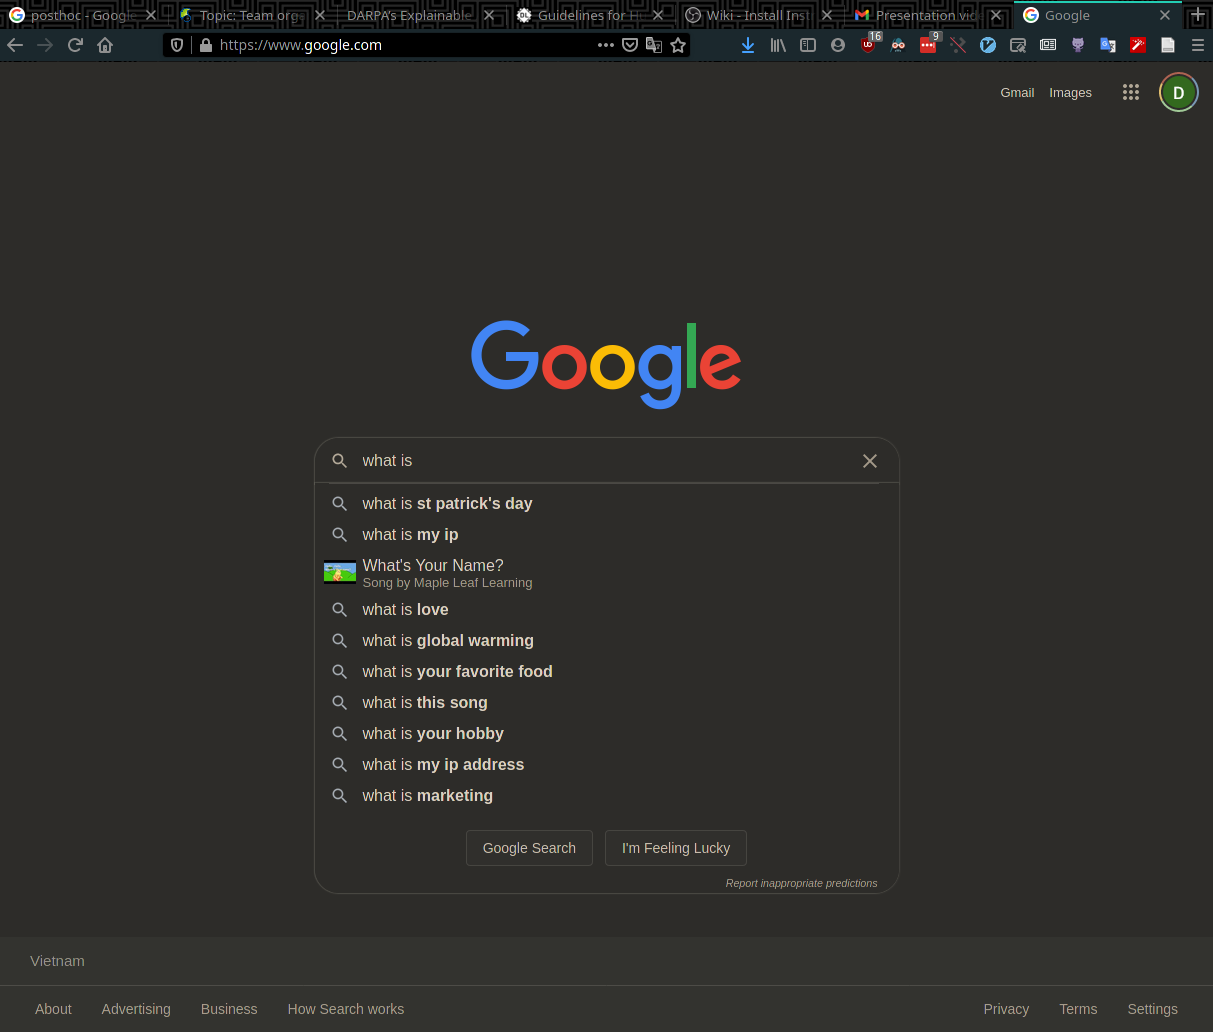 posthoc - Google
Topic: Team orge
DARPA's Explainable
Guidelines for H
Wiki - Install Inst
Presentation vide
Google
https://www.google.com
16
9
Gmail
Images
D
Google
what is
what is st patrick's day
what is my ip
What's Your Name?
Song by Maple Leaf Learning
what is love
what is global warming
what is your favorite food
what is this song
what is your hobby
what is my ip address
what is marketing
Google Search
I'm Feeling Lucky
Report inappropriate predictions
Vietnam
About
Advertising
Business
How Search works
Privacy
Terms
Settings